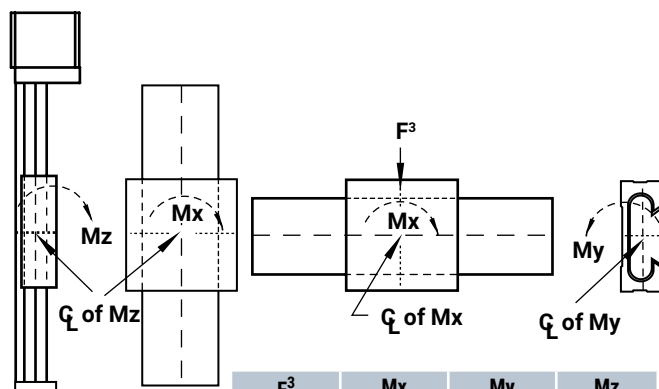 F³
Mx
Mx
Mz
My
℄ of Mz
℄ of Mx
℄ of My
F³ Mx My Mz